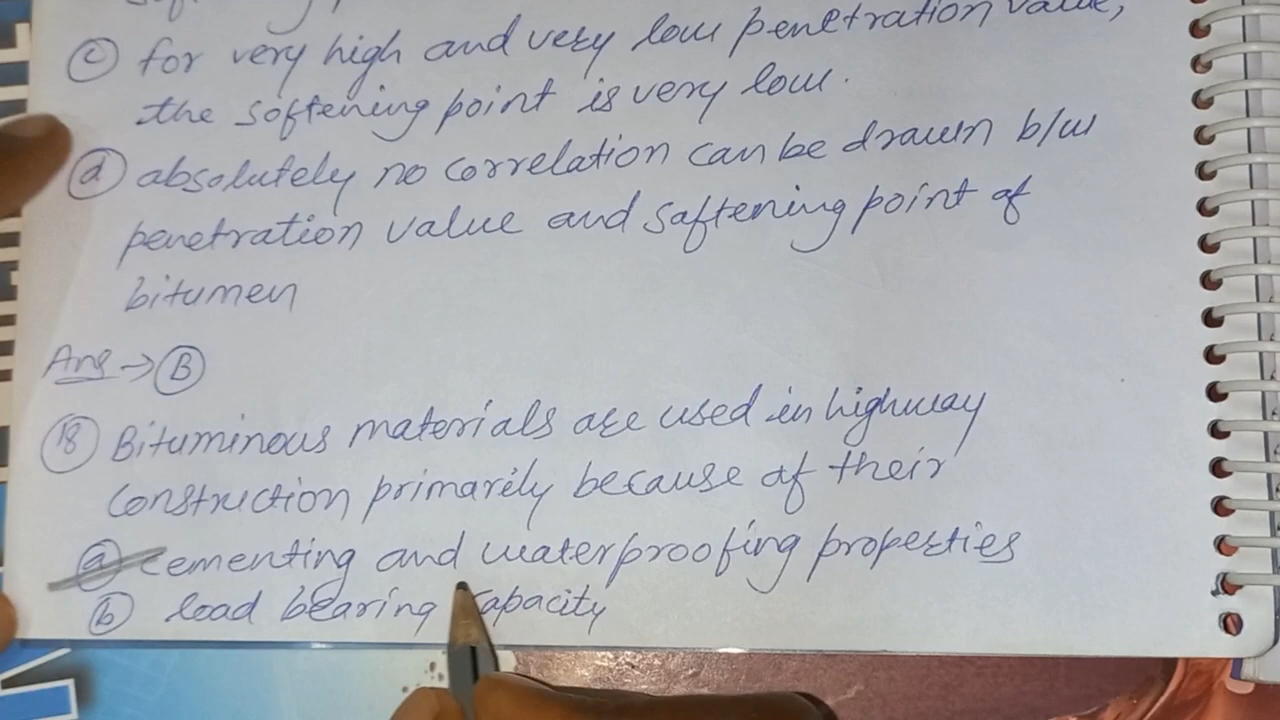 ⓒ for very high and very low penetration value,
the softening point is very low.
ⓓ absolutely no correlation can be drawn b/w
penetration value and saftening point of
bitumen
Ans → Ⓑ
⑱ Bituminous materials are used in highway
construction primarily because of their
ⓐ cementing and waterproofing properties
ⓑ load bearing capacity